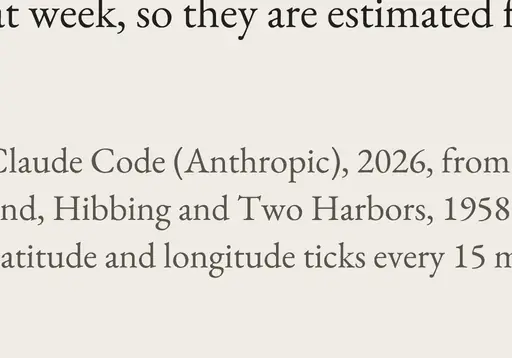 at week, so they are estimated f
Claude Code (Anthropic), 2026, from
nd, Hibbing and Two Harbors, 1958
atitude and longitude ticks every 15 m